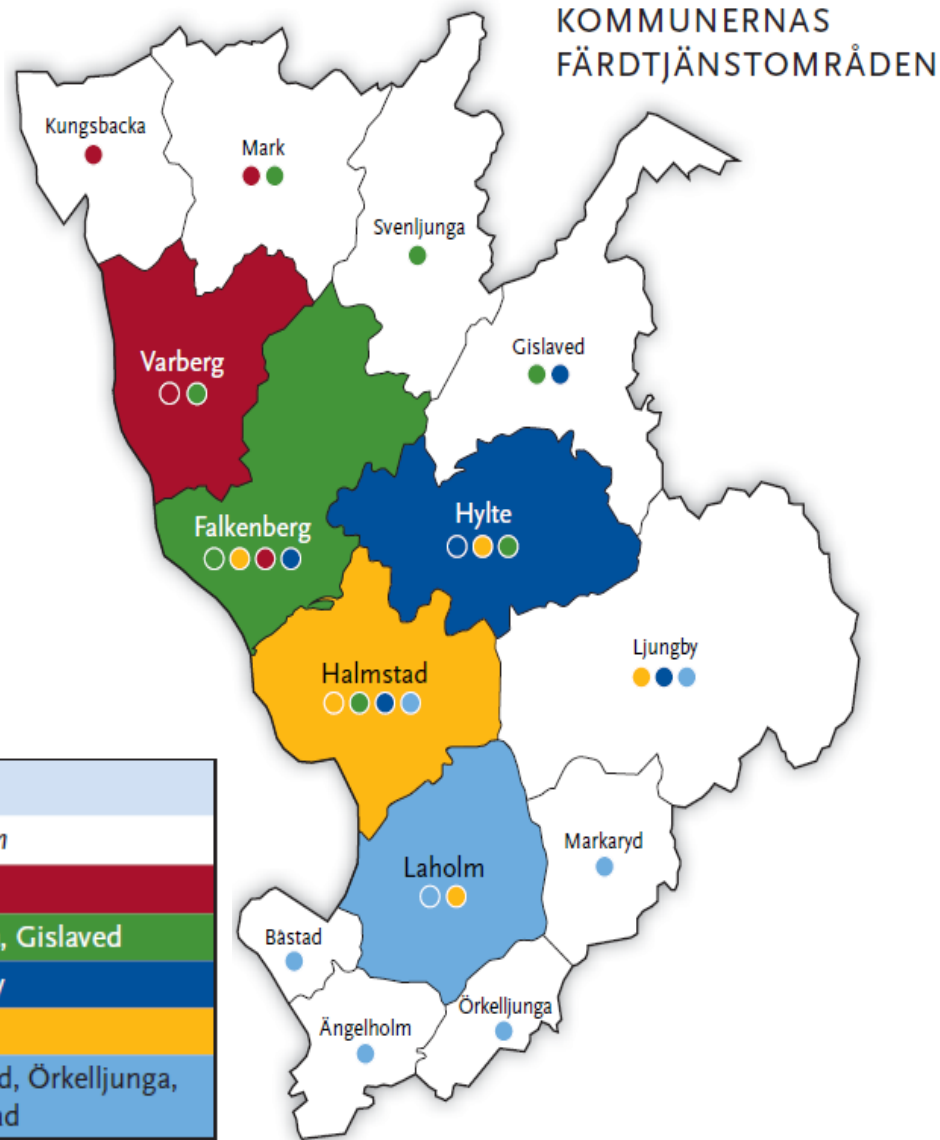 KOMMUNERNAS
FÄRDTJÄNSTOMRÅDEN
Kungsbacka
Mark
Svenljunga
Gislaved
Varberg
Falkenberg
Hylte
Halmstad
Ljungby
Laholm
Markaryd
Båstad
Ängelholm
Örkelljunga
, Gislaved
d, Örkelljunga,